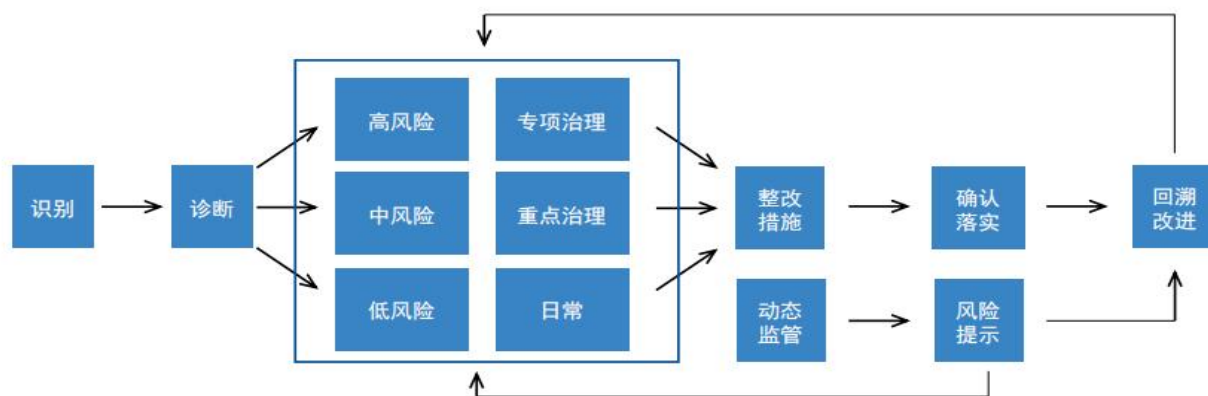 识别
诊断
高风险
专项治理
中风险
重点治理
低风险
日常
整改
措施
确认
落实
回溯
改进
动态
监管
风险
提示